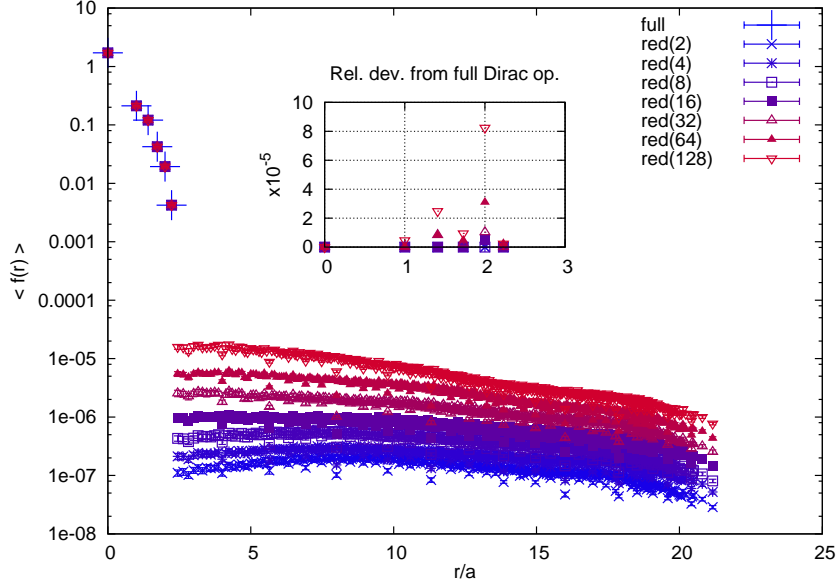 full
red(2)
red(4)
red(8)
red(16)
red(32)
red(64)
red(128)
Rel. dev. from full Dirac op.
x10^-5
10
8
6
4
2
0
0 1 2 3
< f(r) >
10
1
0.1
0.01
0.001
0.0001
1e-05
1e-06
1e-07
1e-08
0 5 10 15 20 25
r/a